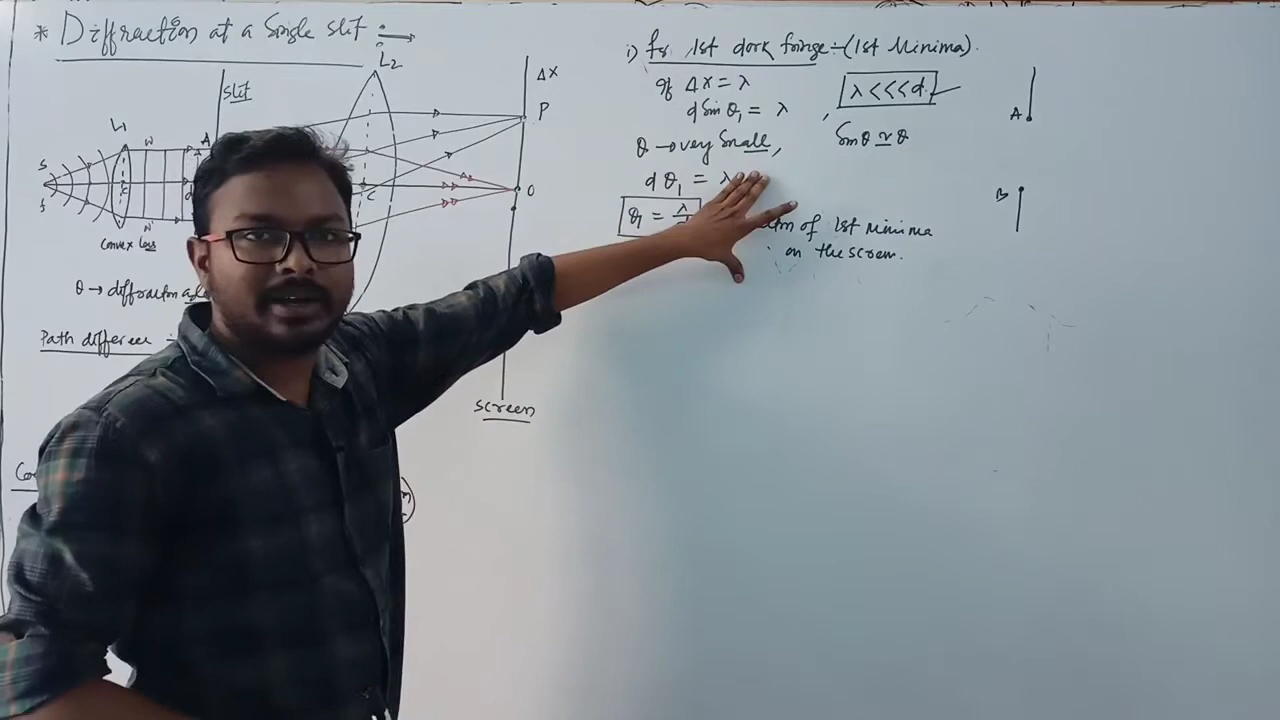 * Diffraction at a Single slit :→
L2
slit
L1
W
A
S
S
W
C
ΔX
P
O
Convex Lens
θ → diffraction
Path difference
Screen
i) for 1st dark fringe :- (1st Minima).
if Δx = λ
d Sin θ1 = λ , λ <<< d.
θ → very small, Sin θ ≃ θ
d θ1 = λ
θ1 = λ
of 1st Minima
on the screen.
A
B